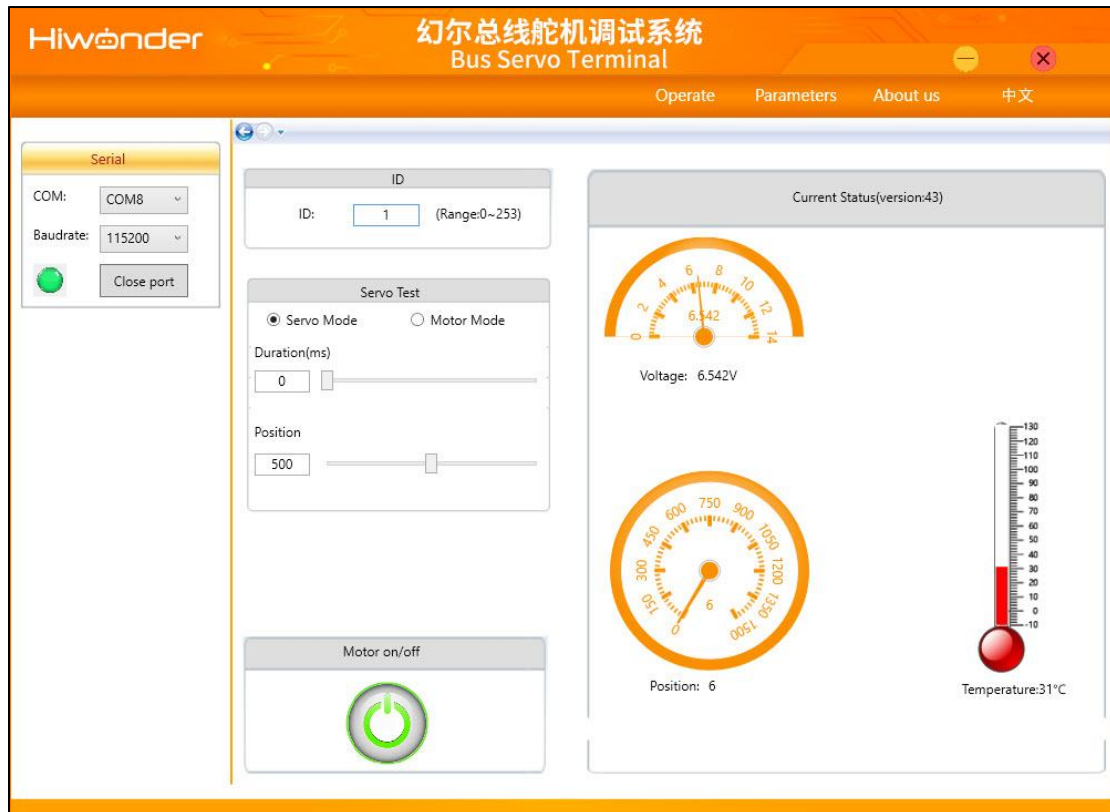 Hiwonder
幻尔总线舵机调试系统
Bus Servo Terminal
Operate Parameters About us 中文
Serial
COM: COM8
Baudrate: 115200
Close port
ID
ID: 1 (Range:0~253)
Servo Test
Servo Mode Motor Mode
Duration(ms)
0
Position
500
Motor on/off
Current Status(version:43)
0 2 4 6 8 10 12 14
6.542
Voltage: 6.542V
0 150 300 450 600 750 900 1050 1200 1350 1500
6
Position: 6
130
120
110
100
90
80
70
60
50
40
30
20
10
0
-10
Temperature:31°C